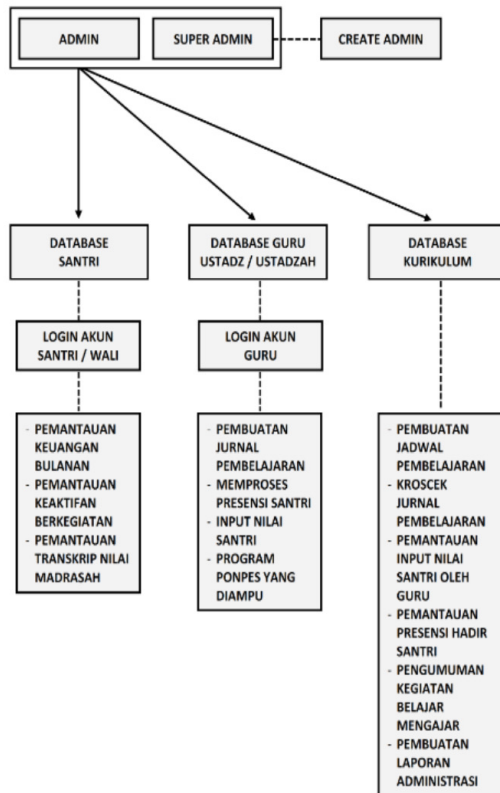 ADMIN
SUPER ADMIN
CREATE ADMIN
DATABASE
SANTRI
DATABASE GURU
USTADZ / USTADZAH
DATABASE
KURIKULUM
LOGIN AKUN
SANTRI / WALI
LOGIN AKUN
GURU
- PEMANTAUAN
KEUANGAN
BULANAN
- PEMANTAUAN
KEAKTIFAN
BERKEGIATAN
- PEMANTAUAN
TRANSKRIP NILAI
MADRASAH
- PEMBUATAN
JURNAL
PEMBELAJARAN
- MEMPROSES
PRESENSI SANTRI
- INPUT NILAI
SANTRI
- PROGRAM
PONPES YANG
DIAMPU
- PEMBUATAN
JADWAL
PEMBELAJARAN
- KROSCEK
JURNAL
PEMBELAJARAN
- PEMANTAUAN
INPUT NILAI
SANTRI OLEH
GURU
- PEMANTAUAN
PRESENSI HADIR
SANTRI
- PENGUMUMAN
KEGIATAN
BELAJAR
MENGAJAR
- PEMBUATAN
LAPORAN
ADMINISTRASI